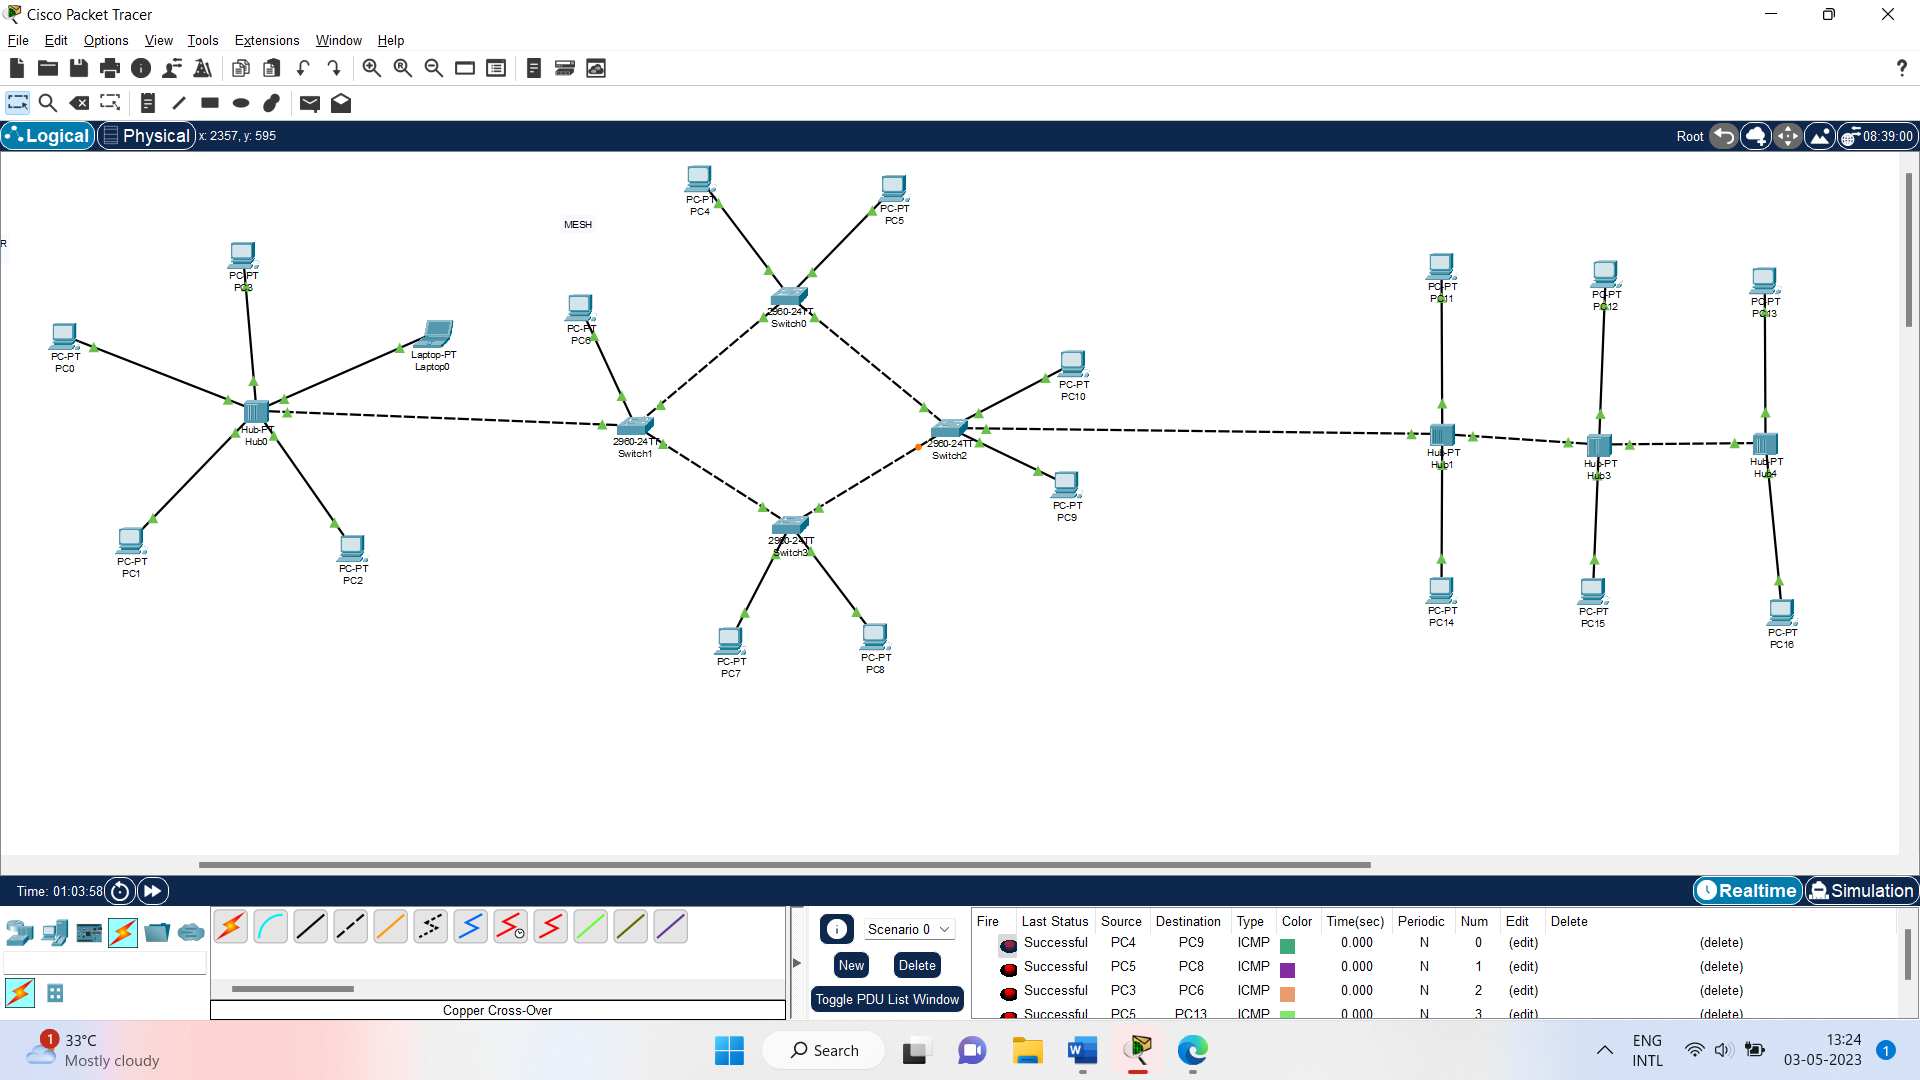 Cisco Packet Tracer
File Edit Options View Tools Extensions Window Help
?
Logical Physical x: 2357, y: 595 Root 08:39:00
R
MESH
PC-PT
PC4
PC-PT
PC5
PC-PT
PC3
PC-PT
PC0
Laptop-PT
Laptop0
Hub-PT
Hub0
PC-PT
PC1
PC-PT
PC2
PC-PT
PC6
2960-24TT
Switch0
2960-24TT
Switch1
2960-24TT
Switch2
2960-24TT
Switch3
PC-PT
PC10
PC-PT
PC9
PC-PT
PC7
PC-PT
PC8
PC-PT
PC11
PC-PT
PC12
PC-PT
PC13
Hub-PT
Hub1
Hub-PT
Hub3
Hub-PT
Hub4
PC-PT
PC14
PC-PT
PC15
PC-PT
PC16
Time: 01:03:58 Realtime Simulation
Scenario 0
New Delete
Toggle PDU List Window
Copper Cross-Over
Fire Last Status Source Destination Type Color Time(sec) Periodic Num Edit Delete
Successful PC4 PC9 ICMP 0.000 N 0 (edit) (delete)
Successful PC5 PC8 ICMP 0.000 N 1 (edit) (delete)
Successful PC3 PC6 ICMP 0.000 N 2 (edit) (delete)
Successful PC5 PC13 ICMP 0.000 N 3 (edit) (delete)
1
33°C
Mostly cloudy
Search
ENG
INTL
13:24
03-05-2023
1